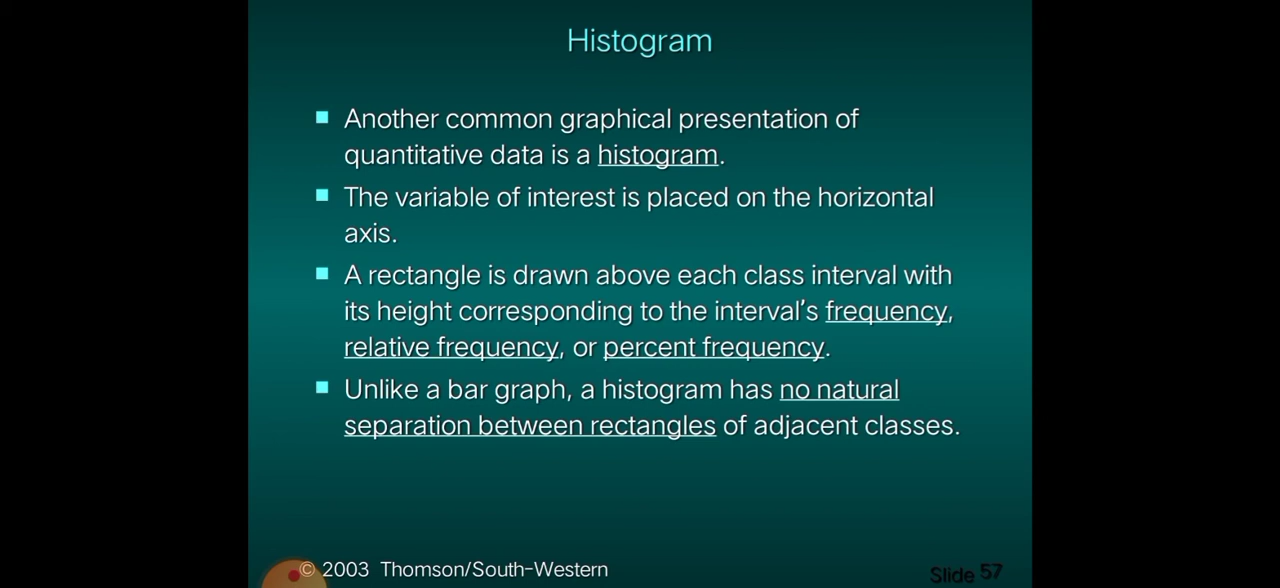 Histogram
■ Another common graphical presentation of
quantitative data is a histogram.
■ The variable of interest is placed on the horizontal
axis.
■ A rectangle is drawn above each class interval with
its height corresponding to the interval’s frequency,
relative frequency, or percent frequency.
■ Unlike a bar graph, a histogram has no natural
separation between rectangles of adjacent classes.
© 2003 Thomson/South-Western
Slide 57